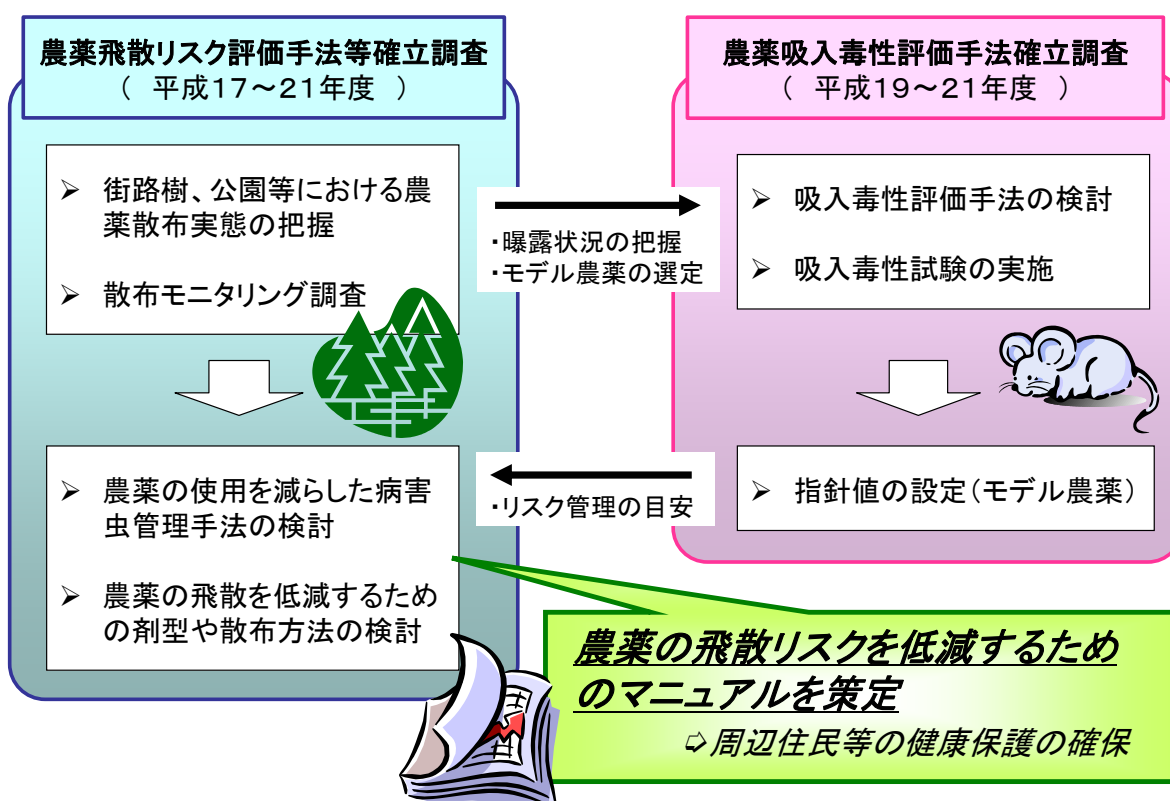 農薬飛散リスク評価手法等確立調査
（ 平成17～21年度 ）
➢ 街路樹、公園等における農
薬散布実態の把握
➢ 散布モニタリング調査
➢ 農薬の使用を減らした病害
虫管理手法の検討
➢ 農薬の飛散を低減するため
の剤型や散布方法の検討
・曝露状況の把握
・モデル農薬の選定
・リスク管理の目安
農薬吸入毒性評価手法確立調査
（ 平成19～21年度 ）
➢ 吸入毒性評価手法の検討
➢ 吸入毒性試験の実施
➢ 指針値の設定（モデル農薬）
農薬の飛散リスクを低減するため
のマニュアルを策定
➩周辺住民等の健康保護の確保